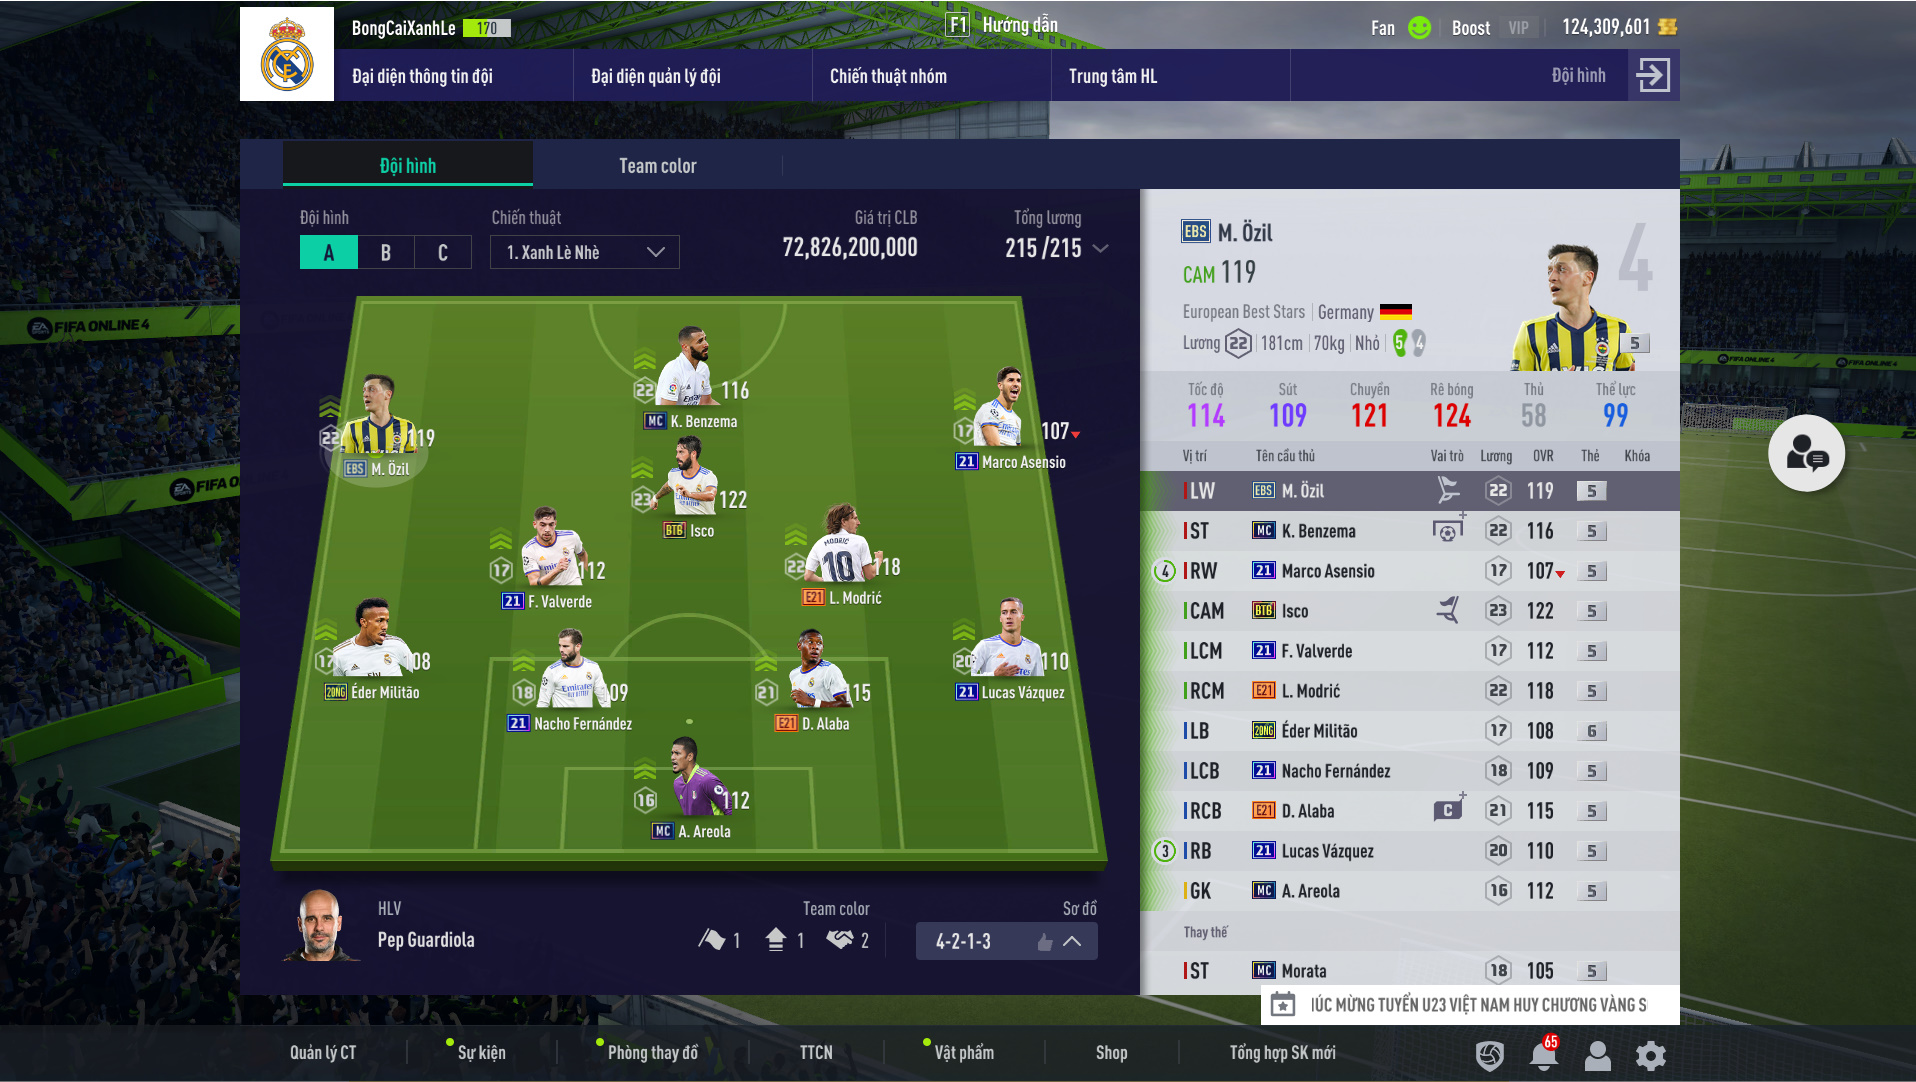 BongCaiXanhLe 170
F1 Hướng dẫn
Fan Boost VIP 124,309,601
Đại diện thông tin đội Đại diện quản lý đội Chiến thuật nhóm Trung tâm HL Đội hình
Đội hình Team color
Đội hình Chiến thuật Giá trị CLB Tổng lương
A B C 1. Xanh Lè Nhè 72,826,200,000 215 /215
EA SPORTS FIFA ONLINE 4
22 116
MC K. Benzema
22 119
EBS M. Özil
17 107
21 Marco Asensio
23 122
BTB Isco
17 112
21 F. Valverde
22 118
MODRIC 10
E21 L. Modrić
17 108
20NG Éder Militão
18 109
21 Nacho Fernández
21 115
E21 D. Alaba
20 110
21 Lucas Vázquez
16 112
MC A. Areola
HLV Team color Sơ đồ
Pep Guardiola 1 1 2 4-2-1-3
EBS M. Özil 4
CAM 119
European Best Stars Germany
Lương 22 181cm 70kg Nhỏ 5 4 5
Tốc độ Sút Chuyền Rê bóng Thủ Thể lực
114 109 121 124 58 99
Vị trí Tên cầu thủ Vai trò Lương OVR Thẻ Khóa
LW EBS M. Özil 22 119 5
ST MC K. Benzema 22 116 5
4 RW 21 Marco Asensio 17 107 5
CAM BTB Isco 23 122 5
LCM 21 F. Valverde 17 112 5
RCM E21 L. Modrić 22 118 5
LB 20NG Éder Militão 17 108 6
LCB 21 Nacho Fernández 18 109 5
RCB E21 D. Alaba C 21 115 5
3 RB 21 Lucas Vázquez 20 110 5
GK MC A. Areola 16 112 5
Thay thế
ST MC Morata 18 105 5
ÚC MỪNG TUYỂN U23 VIỆT NAM HUY CHƯƠNG VÀNG S
Quản lý CT Sự kiện Phòng thay đồ TTCN Vật phẩm Shop Tổng hợp SK mới 65